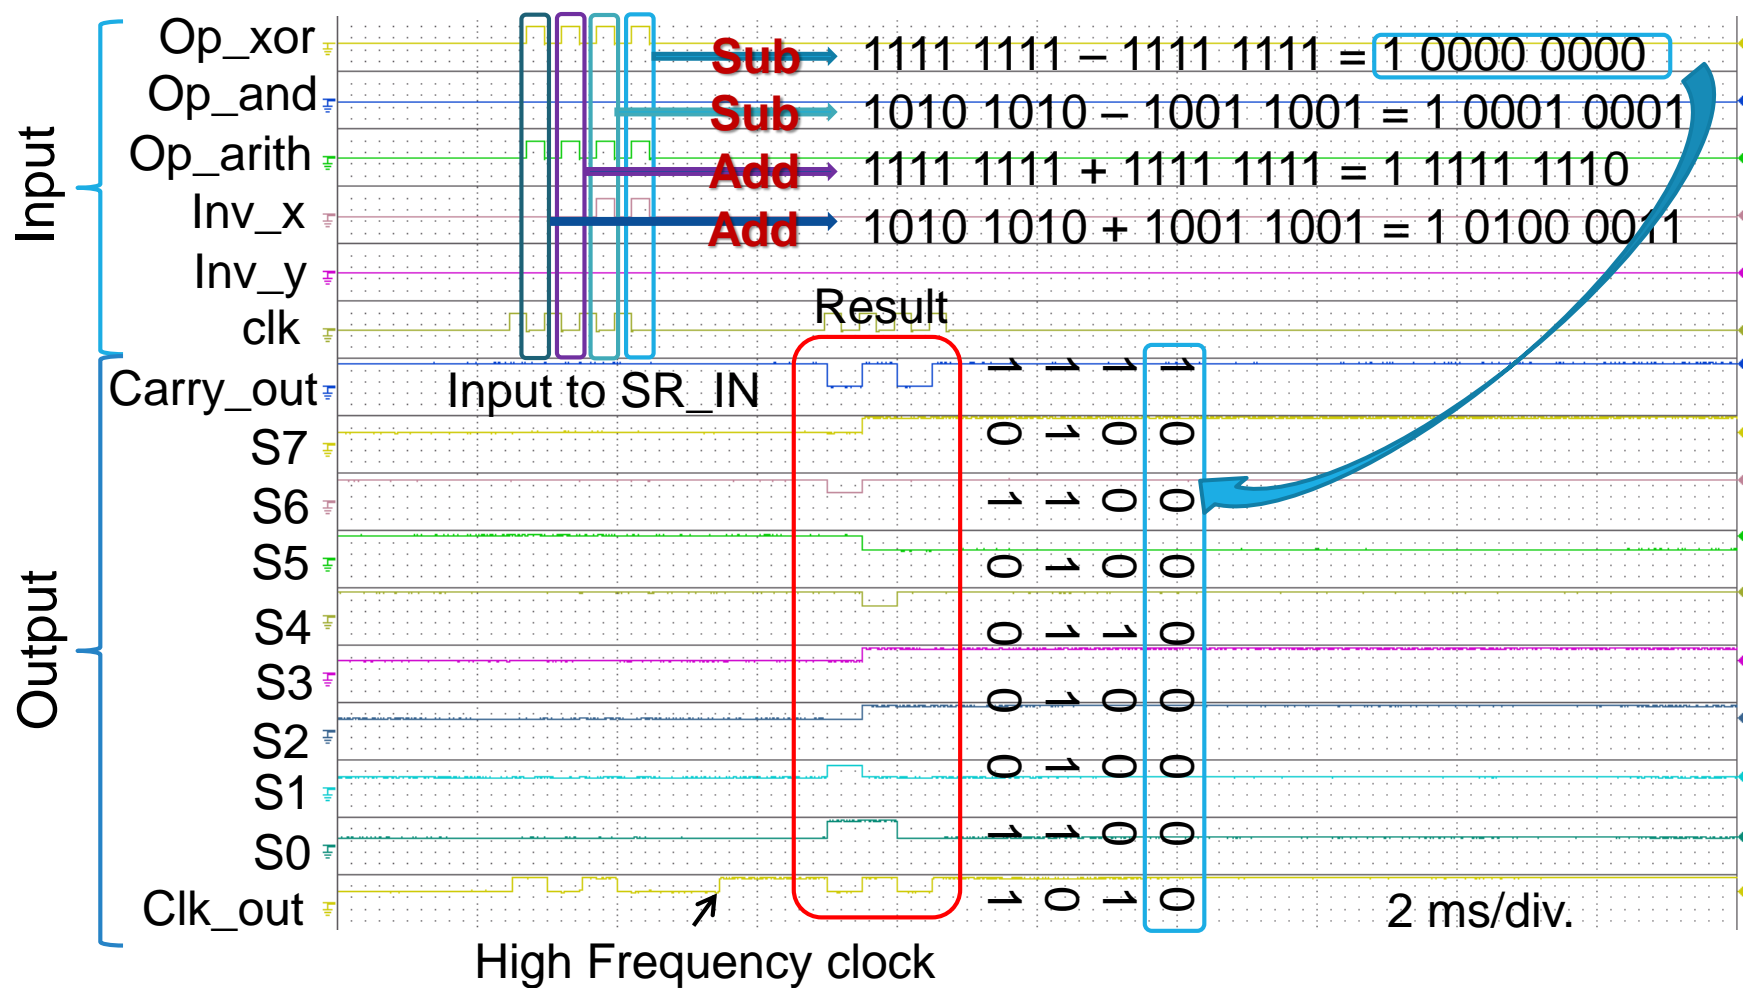 Input
Op_xor
Sub
1111 1111 – 1111 1111 = 1 0000 0000
Op_and
Sub
1010 1010 – 1001 1001 = 1 0001 0001
Op_arith
Add
1111 1111 + 1111 1111 = 1 1111 1110
Inv_x
Add
1010 1010 + 1001 1001 = 1 0100 0011
Inv_y
clk
Result
Output
Carry_out
Input to SR_IN
1 1 1 1
S7
0 1 0 0
S6
1 1 0 0
S5
0 1 0 0
S4
0 1 1 0
S3
0 1 0 0
S2
0 1 0 0
S1
1 1 0 0
S0
1 0 1 0
Clk_out
2 ms/div.
High Frequency clock